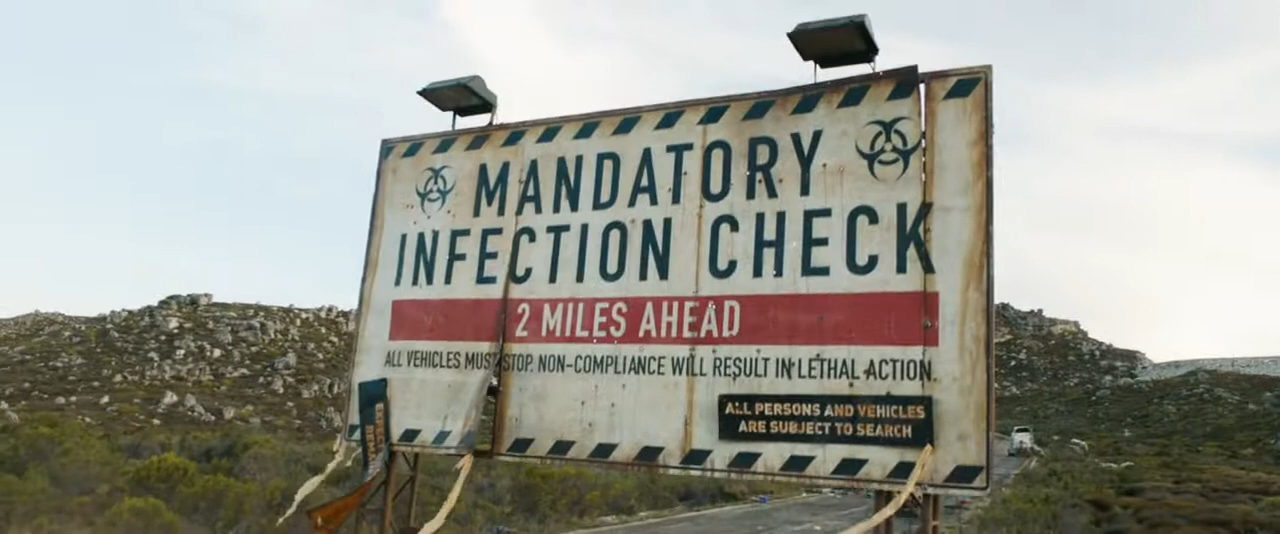 MANDATORY
INFECTION CHECK
2 MILES AHEAD
ALL VEHICLES MUST STOP. NON-COMPLIANCE WILL RESULT IN LETHAL ACTION.
ALL PERSONS AND VEHICLES
ARE SUBJECT TO SEARCH